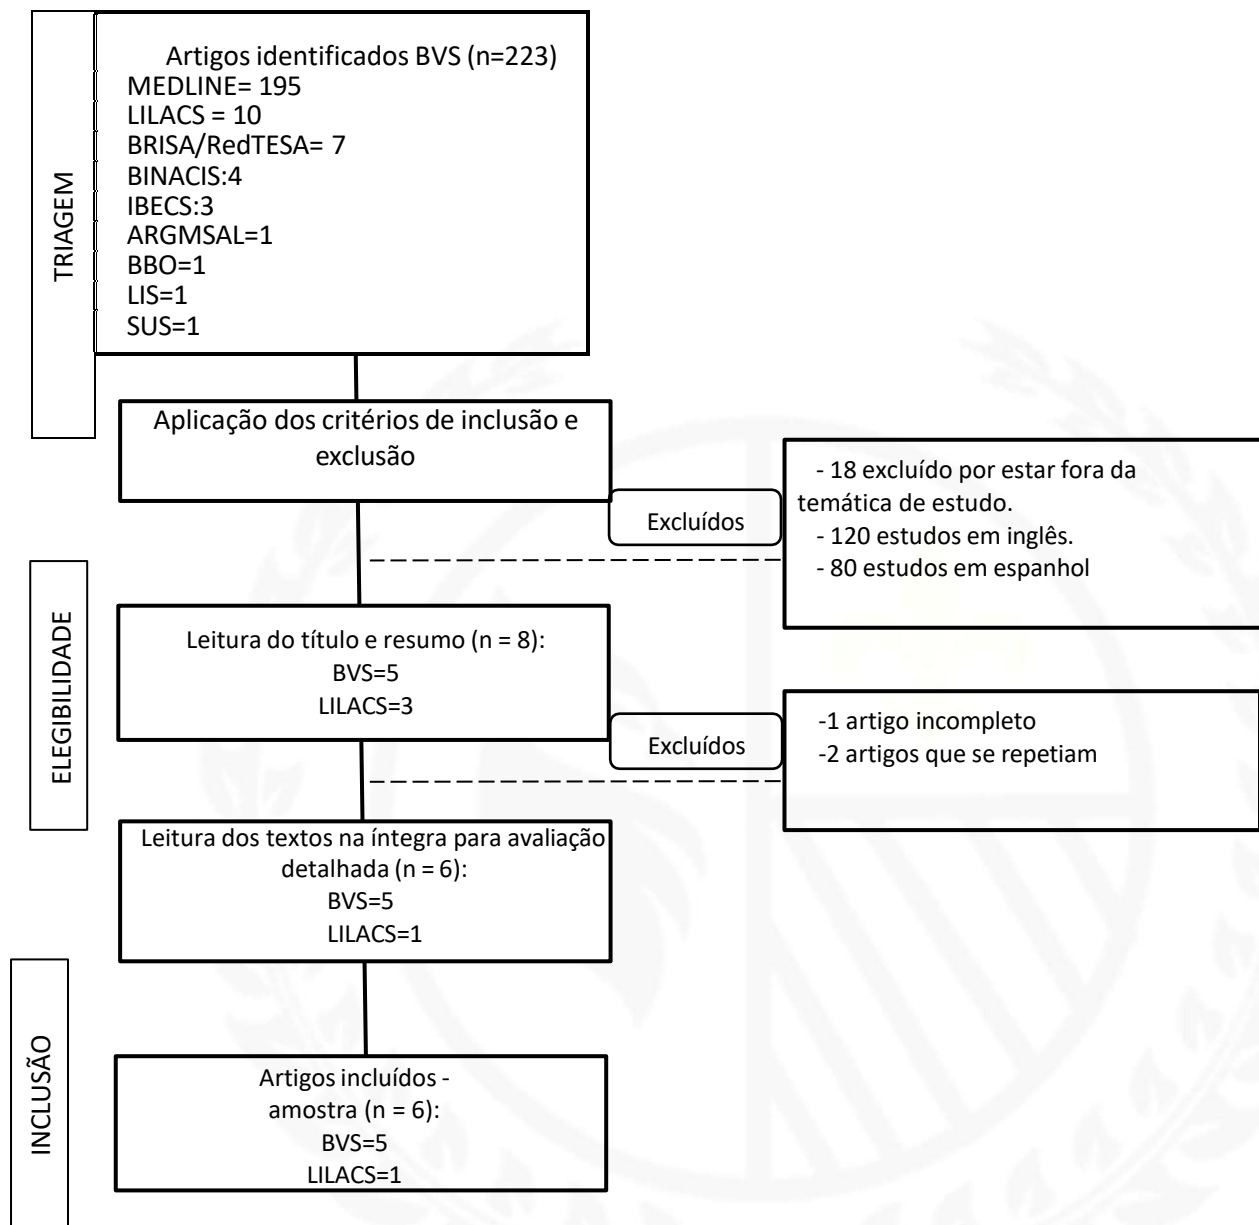 TRIAGEM
Artigos identificados BVS (n=223)
MEDLINE= 195
LILACS = 10
BRISA/RedTESA= 7
BINACIS:4
IBECS:3
ARGMSAL=1
BBO=1
LIS=1
SUS=1
Aplicação dos critérios de inclusão e
exclusão
Excluídos
- 18 excluído por estar fora da
temática de estudo.
- 120 estudos em inglês.
- 80 estudos em espanhol
ELEGIBILIDADE
Leitura do título e resumo (n = 8):
BVS=5
LILACS=3
Excluídos
-1 artigo incompleto
-2 artigos que se repetiam
Leitura dos textos na íntegra para avaliação
detalhada (n = 6):
BVS=5
LILACS=1
INCLUSÃO
Artigos incluídos -
amostra (n = 6):
BVS=5
LILACS=1